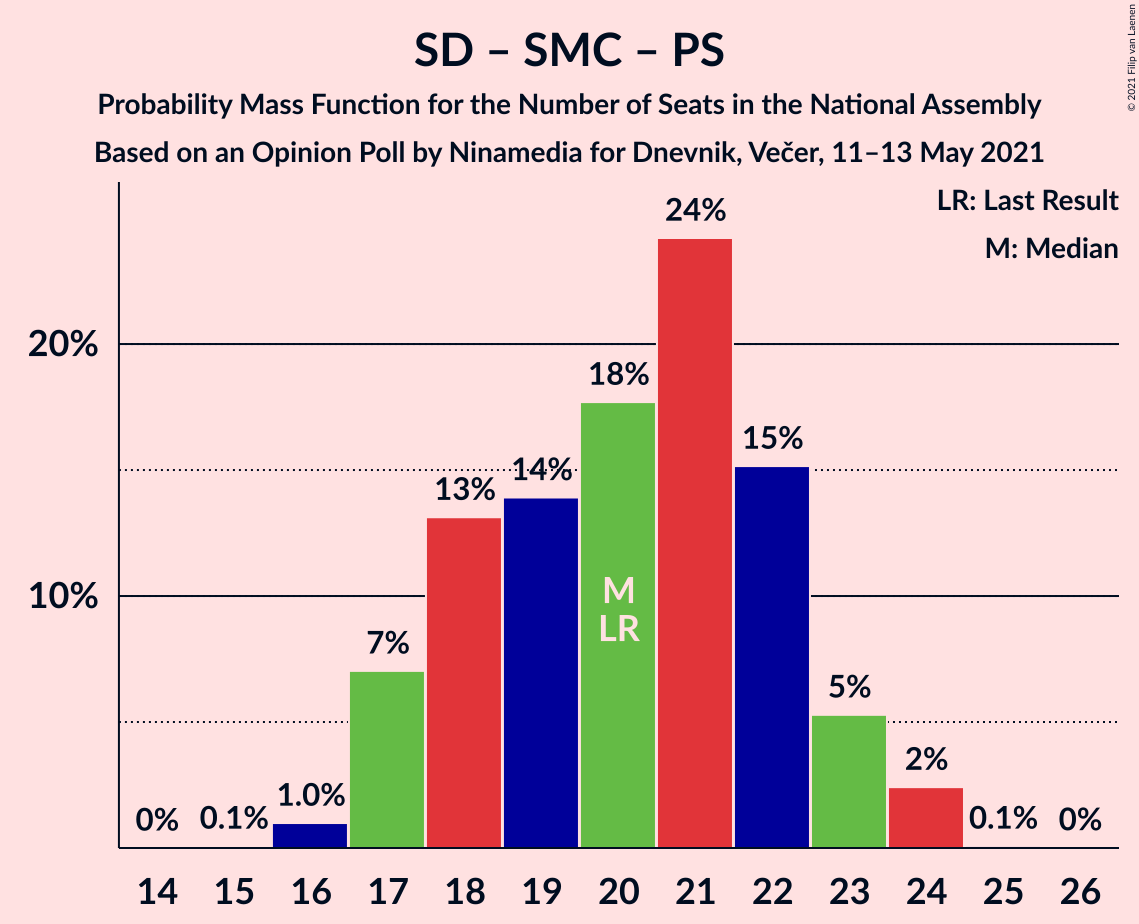 SD – SMC – PS
Probability Mass Function for the Number of Seats in the National Assembly
Based on an Opinion Poll by Ninamedia for Dnevnik, Večer, 11–13 May 2021
© 2021 Filip van Laenen
LR: Last Result
M: Median
24%
20%
18%
15%
14%
13%
10%
M
LR
7%
5%
2%
1.0%
0%
0.1%
0.1%
0%
14 15 16 17 18 19 20 21 22 23 24 25 26